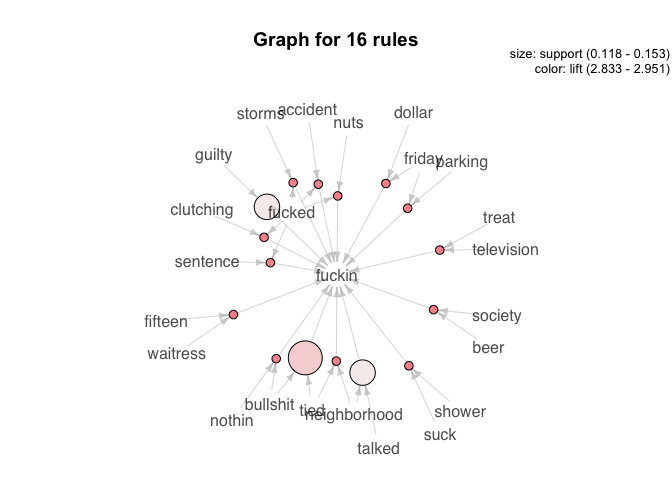 Graph for 16 rules
size: support (0.118 - 0.153)
color: lift (2.833 - 2.951)
storms
accident
nuts
dollar
guilty
friday
parking
clutching
fucked
treat
sentence
television
fuckin
fifteen
society
waitress
beer
nothin
bullshit
tied
neighborhood
shower
suck
talked